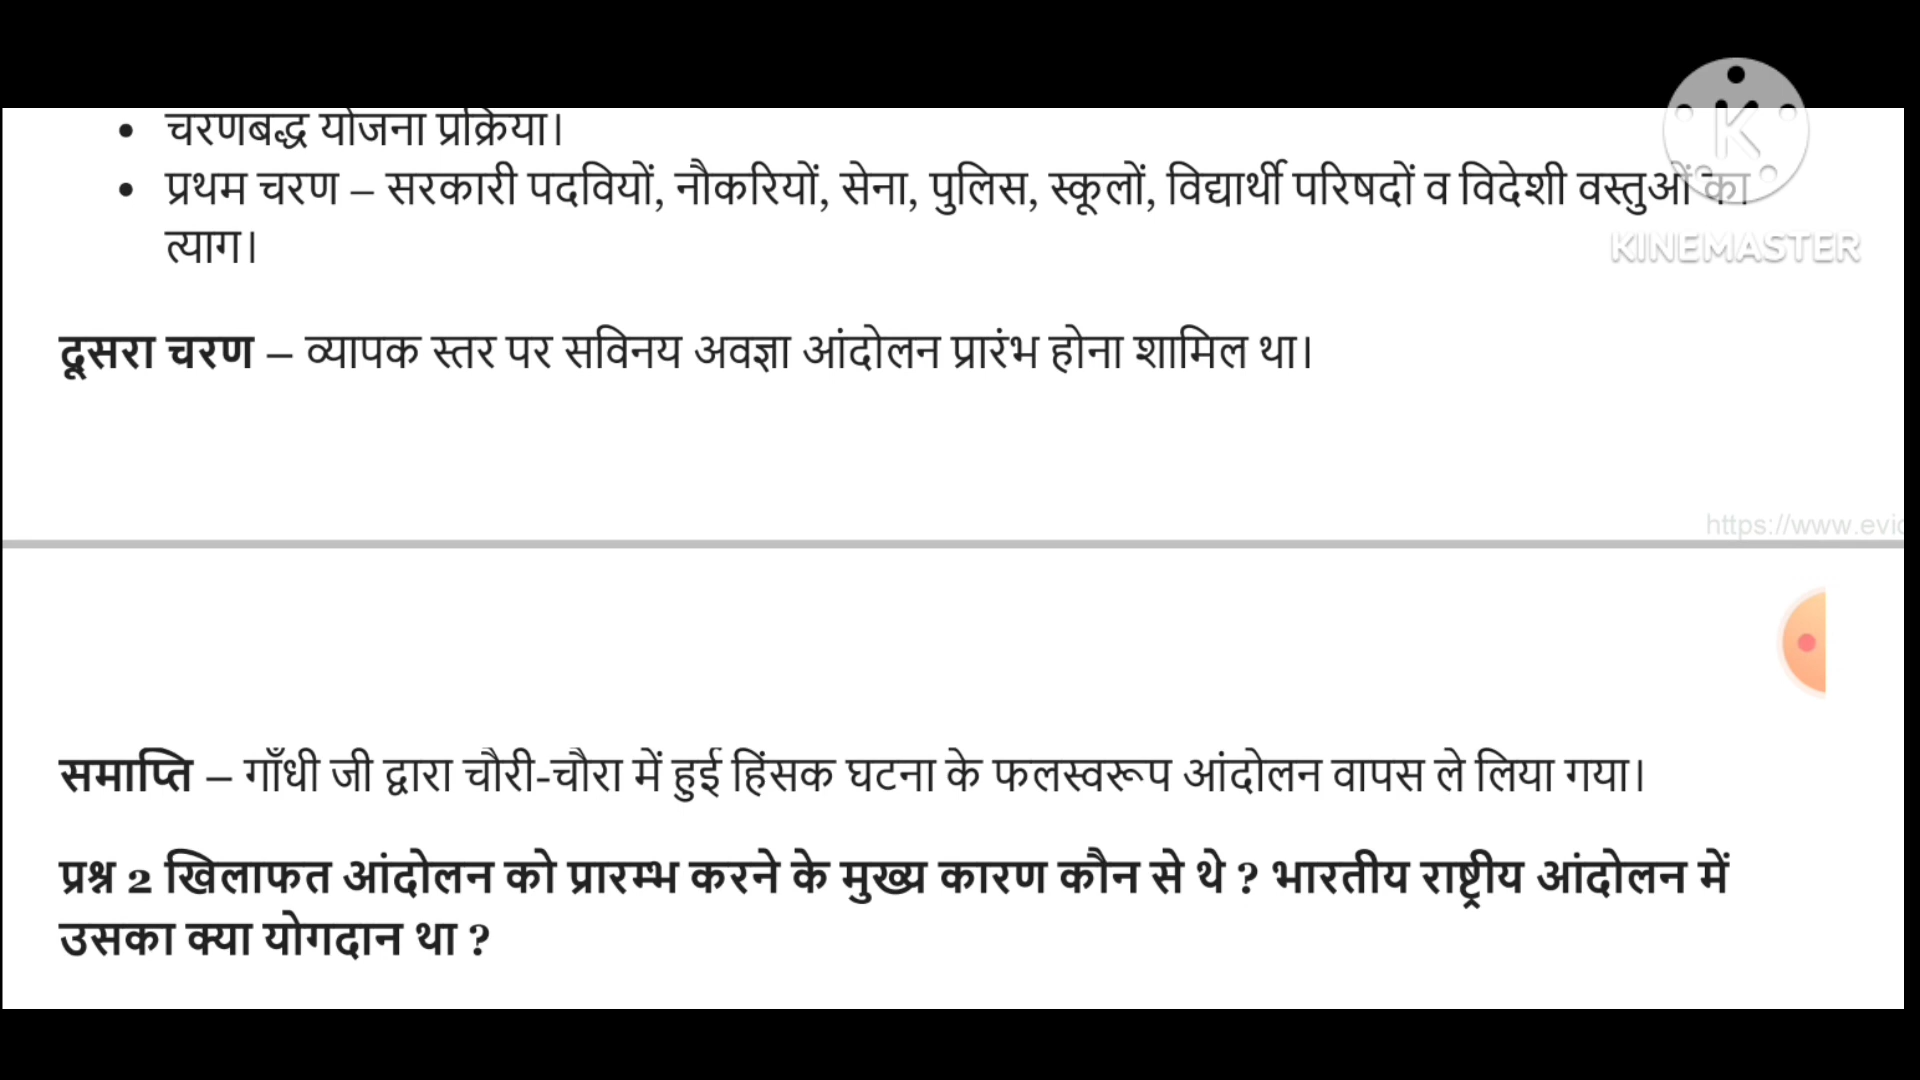 • चरणबद्ध योजना प्रक्रिया।
• प्रथम चरण – सरकारी पदवियों, नौकरियों, सेना, पुलिस, स्कूलों, विद्यार्थी परिषदों व विदेशी वस्तुओं का
त्याग।
KINEMASTER
दूसरा चरण – व्यापक स्तर पर सविनय अवज्ञा आंदोलन प्रारंभ होना शामिल था।
https://www.evic
समाप्ति – गाँधी जी द्वारा चौरी-चौरा में हुई हिंसक घटना के फलस्वरूप आंदोलन वापस ले लिया गया।
प्रश्न 2 खिलाफत आंदोलन को प्रारम्भ करने के मुख्य कारण कौन से थे ? भारतीय राष्ट्रीय आंदोलन में
उसका क्या योगदान था ?